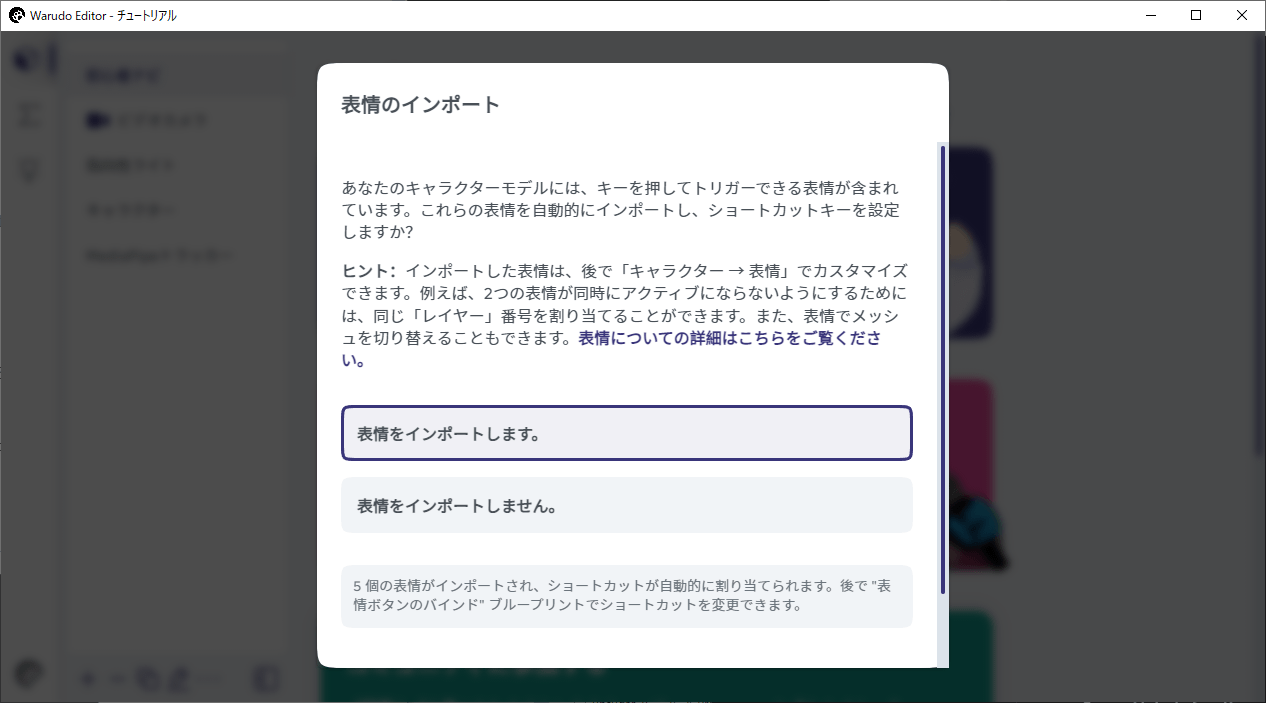 Warudo Editor - チュートリアル
表情のインポート
あなたのキャラクターモデルには、キーを押してトリガーできる表情が含まれ
ています。これらの表情を自動的にインポートし、ショートカットキーを設定
しますか?
ヒント：インポートした表情は、後で「キャラクター → 表情」でカスタマイズ
できます。例えば、2つの表情が同時にアクティブにならないようにするために
は、同じ「レイヤー」番号を割り当てることができます。また、表情でメッシ
ュを切り替えることもできます。表情についての詳細はこちらをご覧くださ
い。
表情をインポートします。
表情をインポートしません。
5 個の表情がインポートされ、ショートカットが自動的に割り当てられます。後で "表
情ボタンのバインド" ブループリントでショートカットを変更できます。